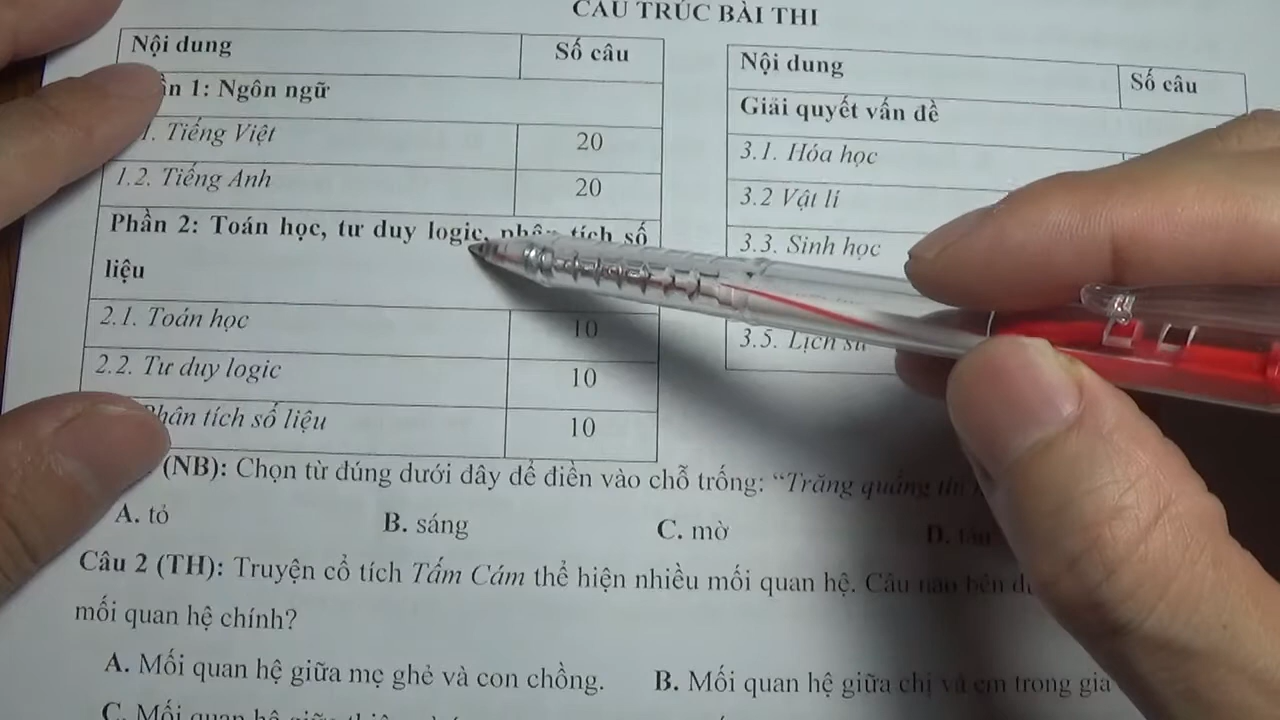 CẤU TRÚC BÀI THI
Nội dung Số câu
1: Ngôn ngữ
Tiếng Việt 20
1.2. Tiếng Anh 20
Phần 2: Toán học, tư duy logic, phân tích số
liệu
2.1. Toán học 10
2.2. Tư duy logic 10
Phân tích số liệu 10
Nội dung Số câu
Giải quyết vấn đề
3.1. Hóa học
3.2 Vật lí
3.3. Sinh học
3.5. Lịch sử
(NB): Chọn từ đúng dưới đây để điền vào chỗ trống: “Trăng quầng thì
A. tỏ B. sáng C. mờ D. tán
Câu 2 (TH): Truyện cổ tích Tấm Cám thể hiện nhiều mối quan hệ. Câu nào bên
mối quan hệ chính?
A. Mối quan hệ giữa mẹ ghẻ và con chồng. B. Mối quan hệ giữa chị và em trong gia
C. Mối quan hệ giữa